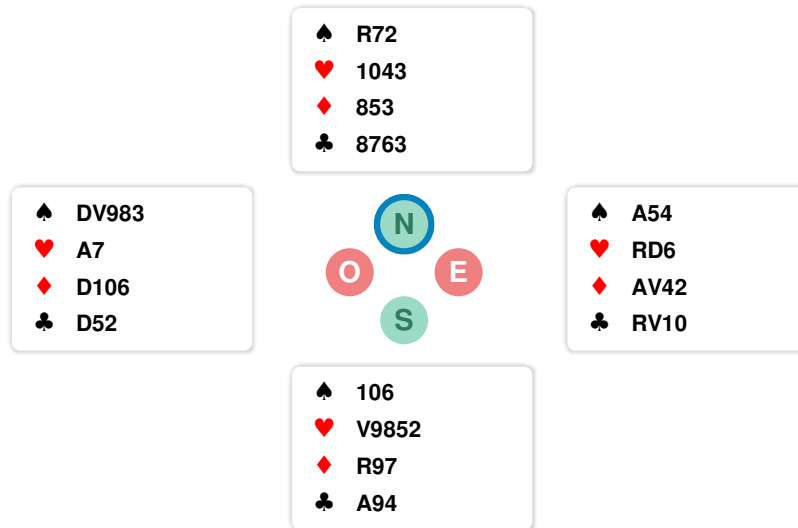 ♠ R72
♥ 1043
♦ 853
♣ 8763
♠ DV983
♥ A7
♦ D106
♣ D52
N
O E
S
♠ A54
♥ RD6
♦ AV42
♣ RV10
♠ 106
♥ V9852
♦ R97
♣ A94